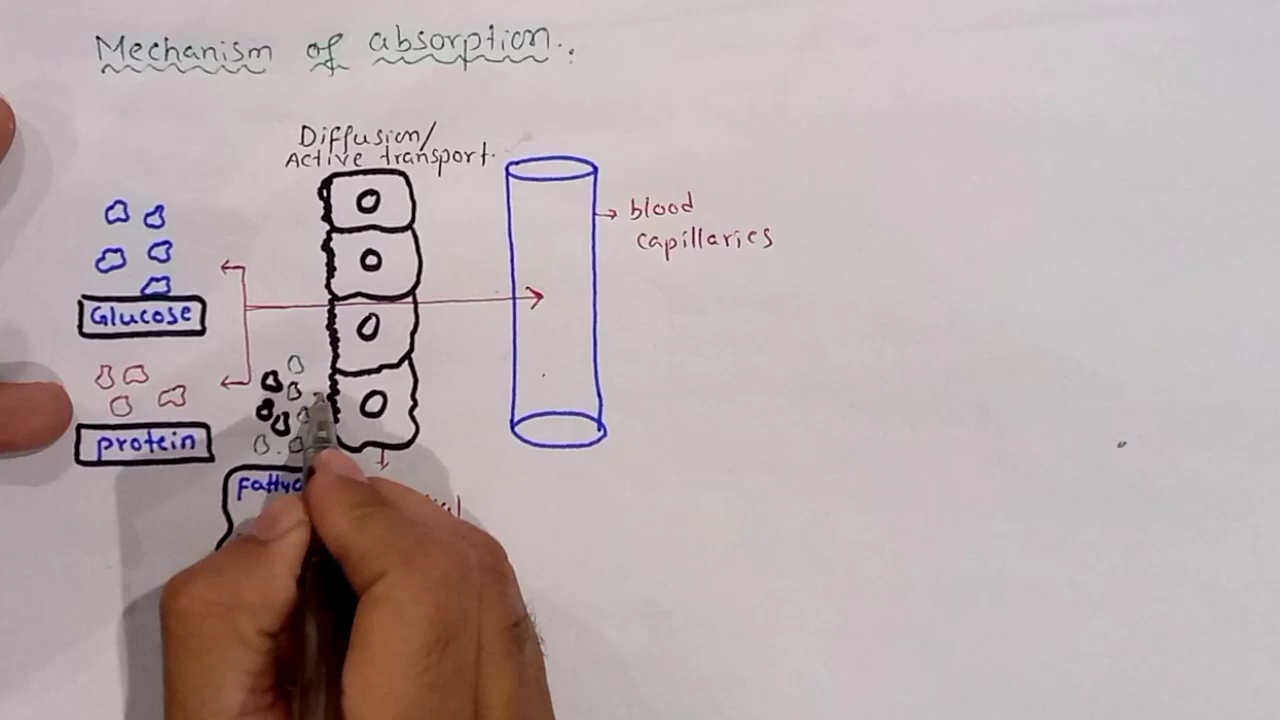 Mechanism of absorption..
Diffusion/
Active transport.
blood
capillaries
Glucose
protein